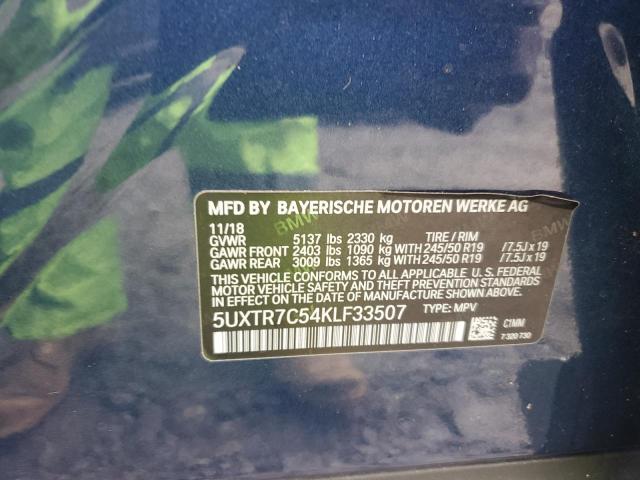 MFD BY BAYERISCHE MOTOREN WERKE AG
11/18
GVWR 5137 lbs 2330 kg TIRE / RIM
GAWR FRONT 2403 lbs 1090 kg WITH 245/50 R19 /7.5J x 19
GAWR REAR 3009 lbs 1365 kg WITH 245/50 R19 /7.5J x 19
THIS VEHICLE CONFORMS TO ALL APPLICABLE U. S. FEDERAL
MOTOR VEHICLE SAFETY AND THEFT PREVENTION STANDARDS
IN EFFECT ON THE DATE OF MANUFACTURE SHOWN ABOVE.
5UXTR7C54KLF33507 TYPE: MPV
C1MM
7 320 730
BMW
BMW
BMW